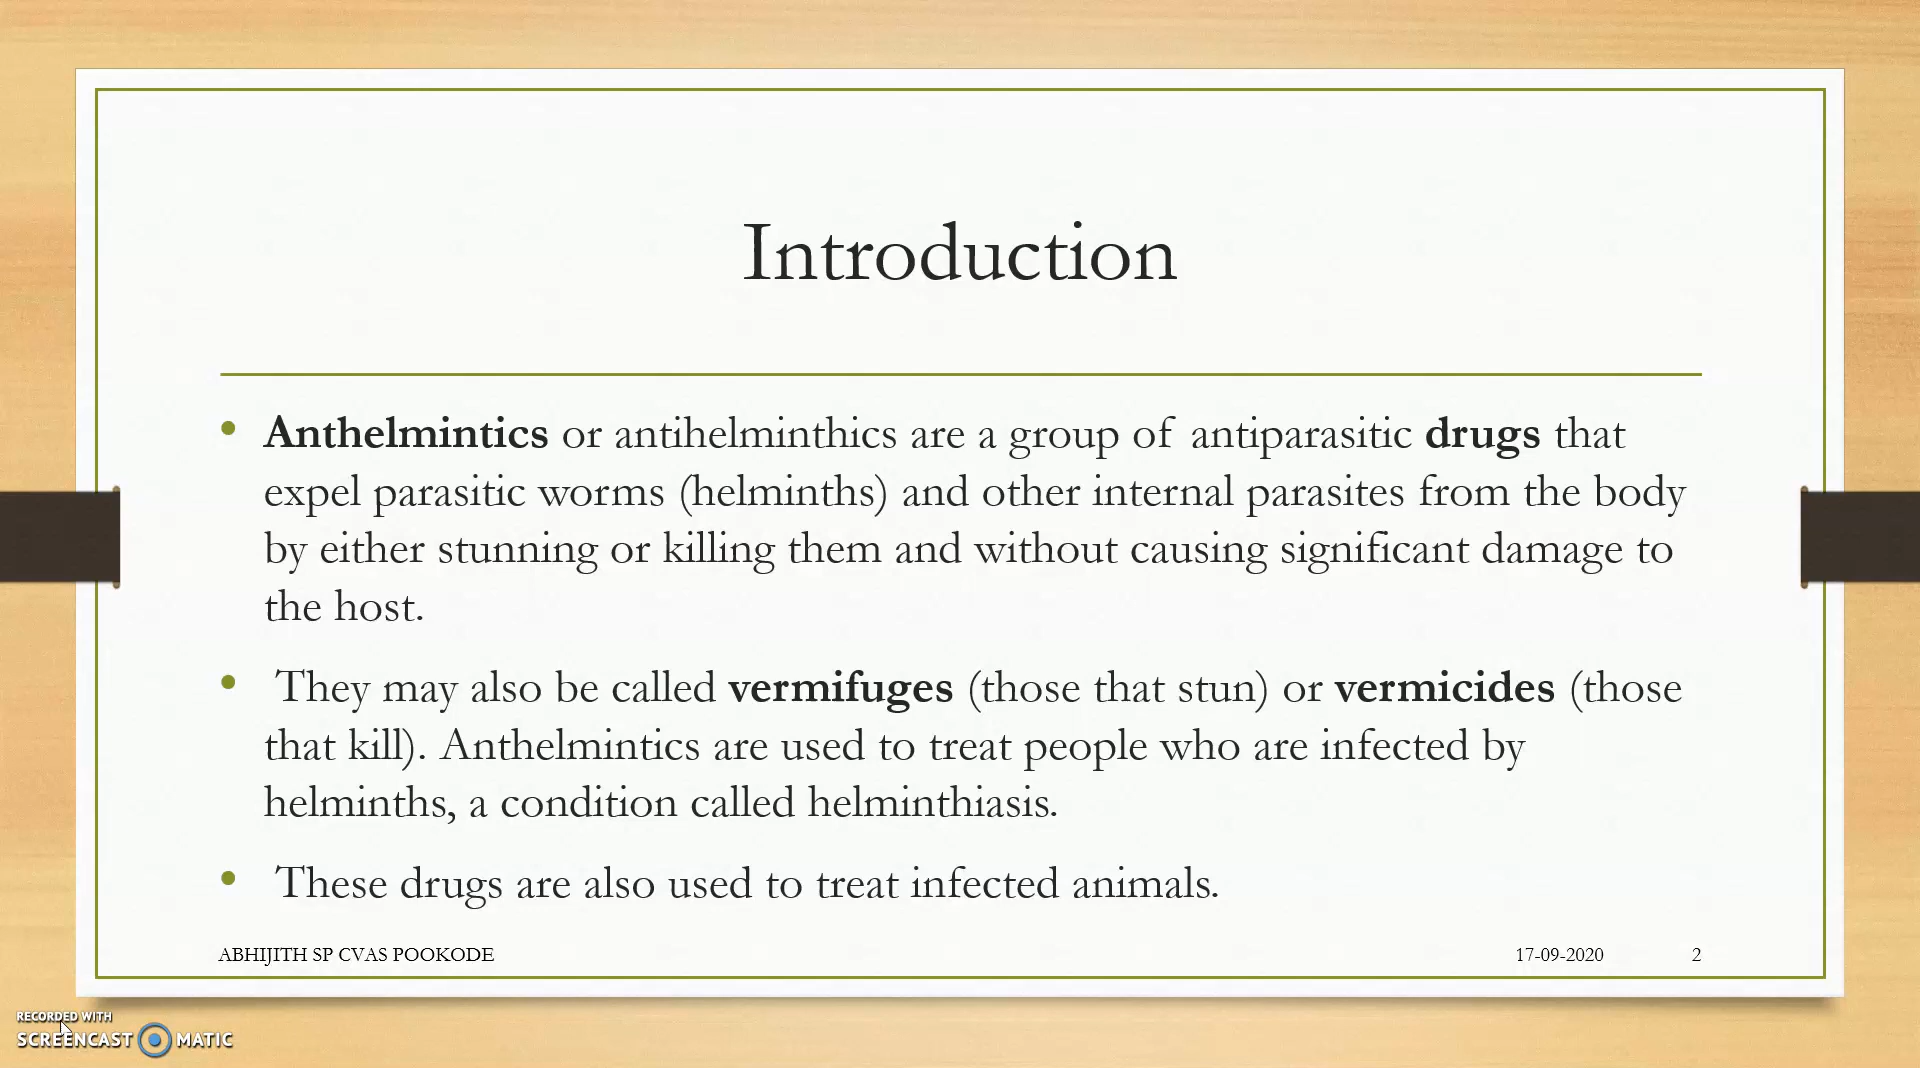 Introduction
• Anthelmintics or antihelminthics are a group of antiparasitic drugs that
expel parasitic worms (helminths) and other internal parasites from the body
by either stunning or killing them and without causing significant damage to
the host.
• They may also be called vermifuges (those that stun) or vermicides (those
that kill). Anthelmintics are used to treat people who are infected by
helminths, a condition called helminthiasis.
• These drugs are also used to treat infected animals.
ABHIJITH SP CVAS POOKODE 17-09-2020 2
RECORDED WITH
SCREENCAST MATIC